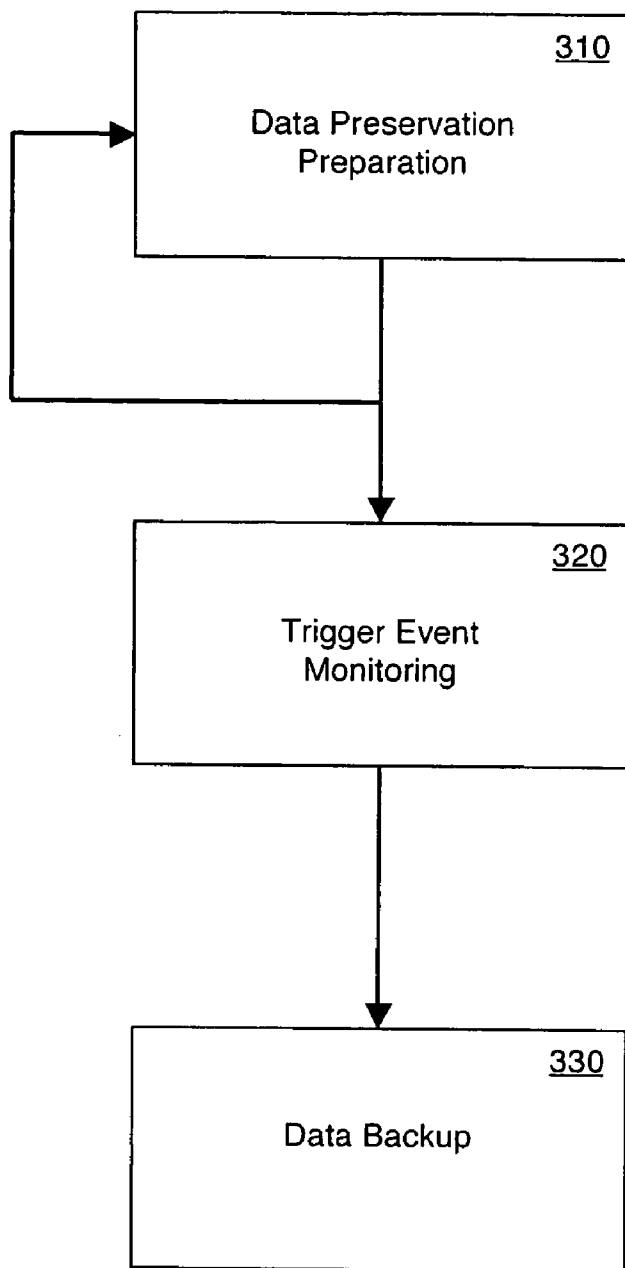 310
Data Preservation
Preparation
320
Trigger Event
Monitoring
330
Data Backup